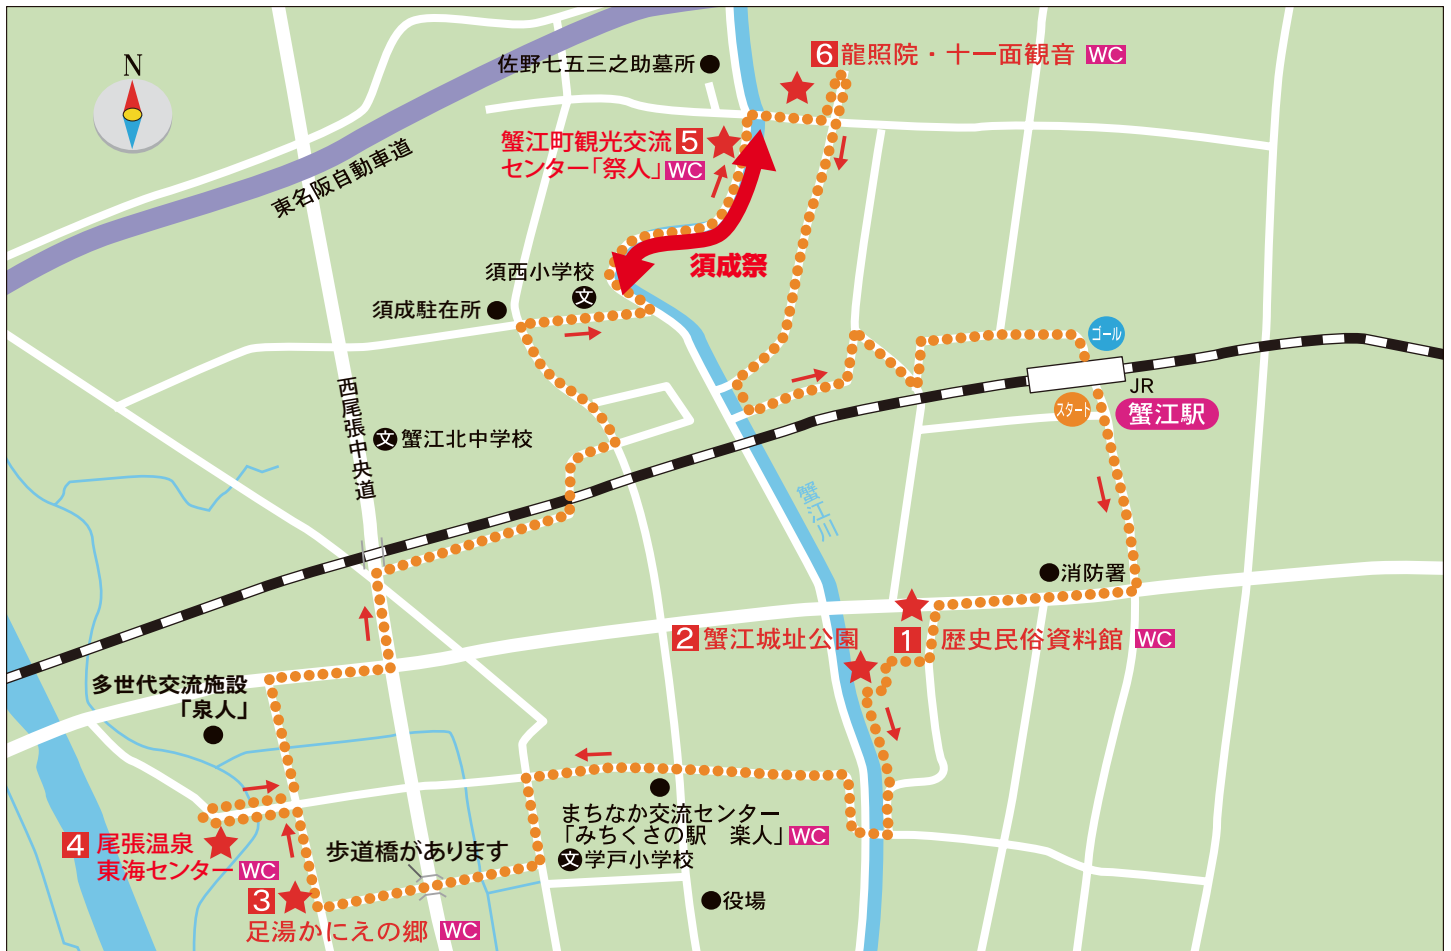 N
佐野七五三之助墓所
6 龍照院・十一面観音 WC
蟹江町観光交流 5
センター「祭人」 WC
東名阪自動車道
須成祭
須西小学校
文
須成駐在所
ゴール
JR
スタート
蟹江駅
西尾張中央道
文 蟹江北中学校
蟹江川
消防署
2 蟹江城址公園
1 歴史民俗資料館 WC
多世代交流施設
「泉人」
まちなか交流センター
「みちくさの駅 楽人」 WC
文 学戸小学校
4 尾張温泉
東海センター WC
歩道橋があります
3
足湯かにえの郷 WC
役場